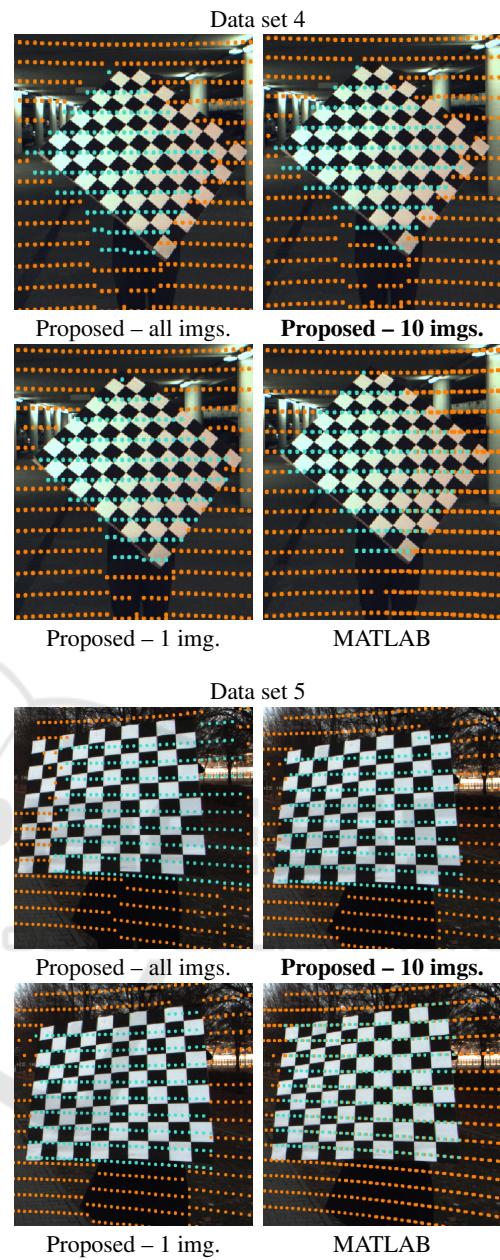 Data set 4
Proposed – all imgs. Proposed – 10 imgs.
Proposed – 1 img. MATLAB
Data set 5
Proposed – all imgs. Proposed – 10 imgs.
Proposed – 1 img. MATLAB